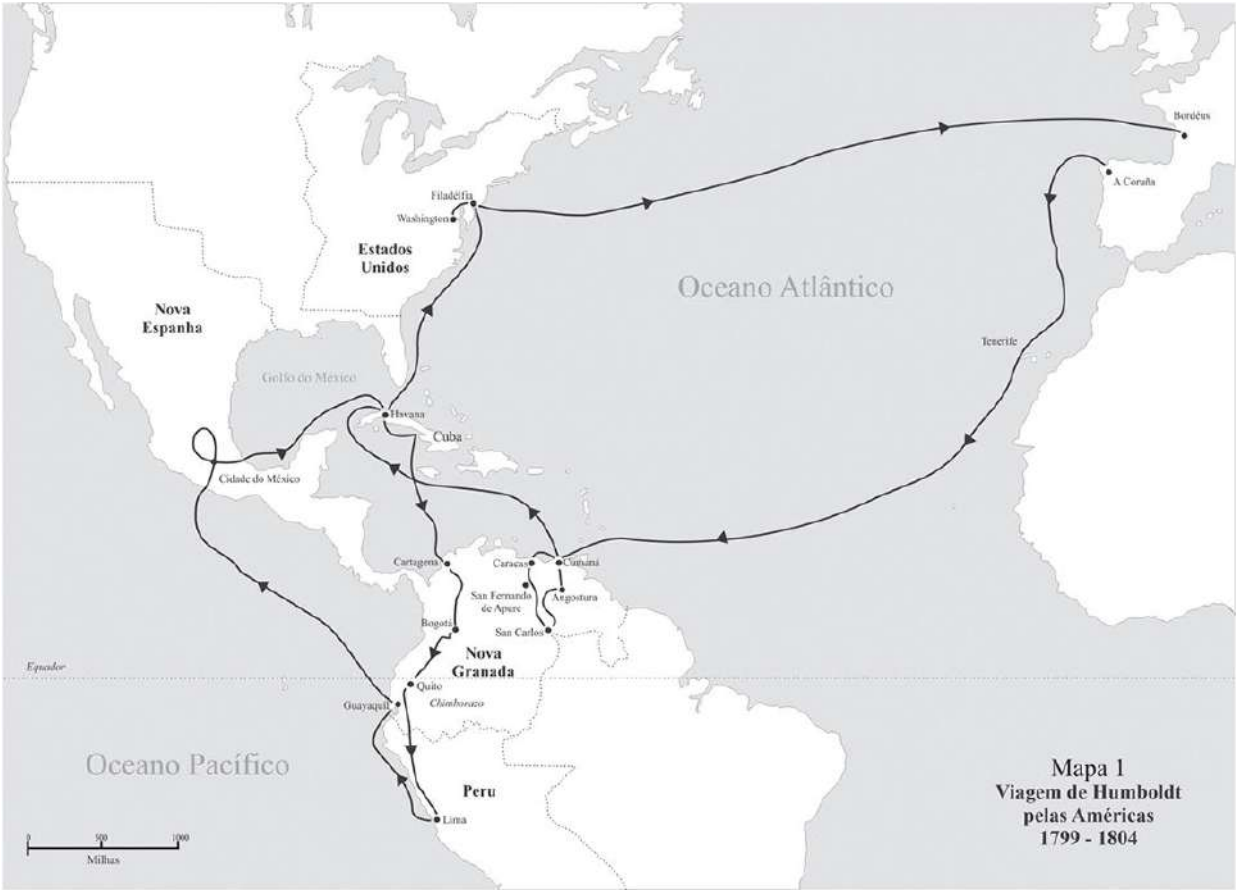 Bordéus
A Coruña
Filadélfia
Washington
Estados
Unidos
Oceano Atlântico
Nova
Espanha
Tenerife
Golfo do México
Havana
Cuba
Cidade do México
Cartagena
Caracas
Cumaná
San Fernando
de Apure
Angostura
Bogotá
San Carlos
Nova
Granada
Equador
Quito
Guayaquil
Chimborazo
Oceano Pacífico
Peru
Lima
Mapa 1
Viagem de Humboldt
pelas Américas
1799 - 1804
0 500 1000
Milhas